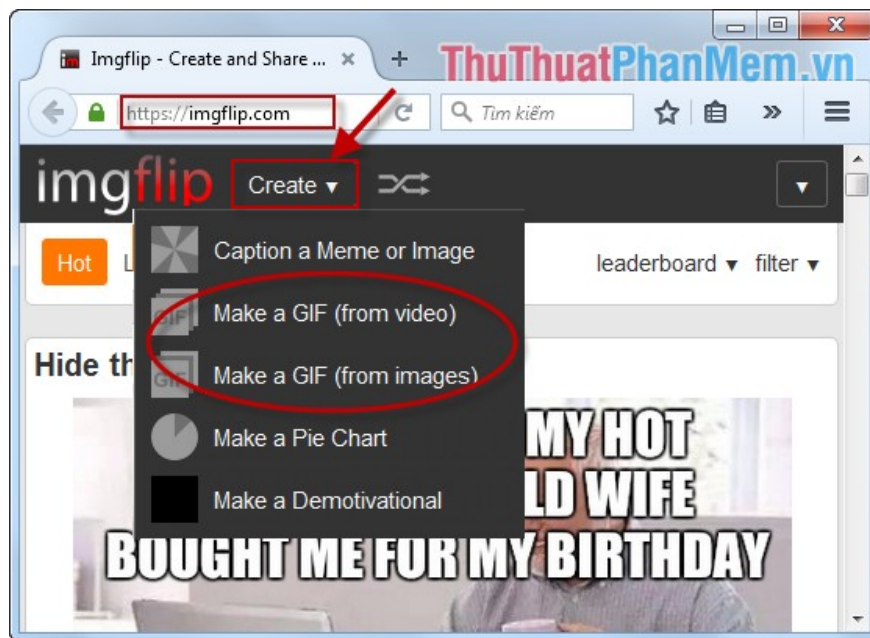 Imgflip - Create and Share ...
ThuThuatPhanMem.vn
https://imgflip.com
Tìm kiếm
imgflip
Create
Hot
leaderboard
filter
Caption a Meme or Image
GIF
Make a GIF (from video)
GIF
Make a GIF (from images)
Make a Pie Chart
Make a Demotivational
Hide th
MY HOT
LD WIFE
BOUGHT ME FOR MY BIRTHDAY